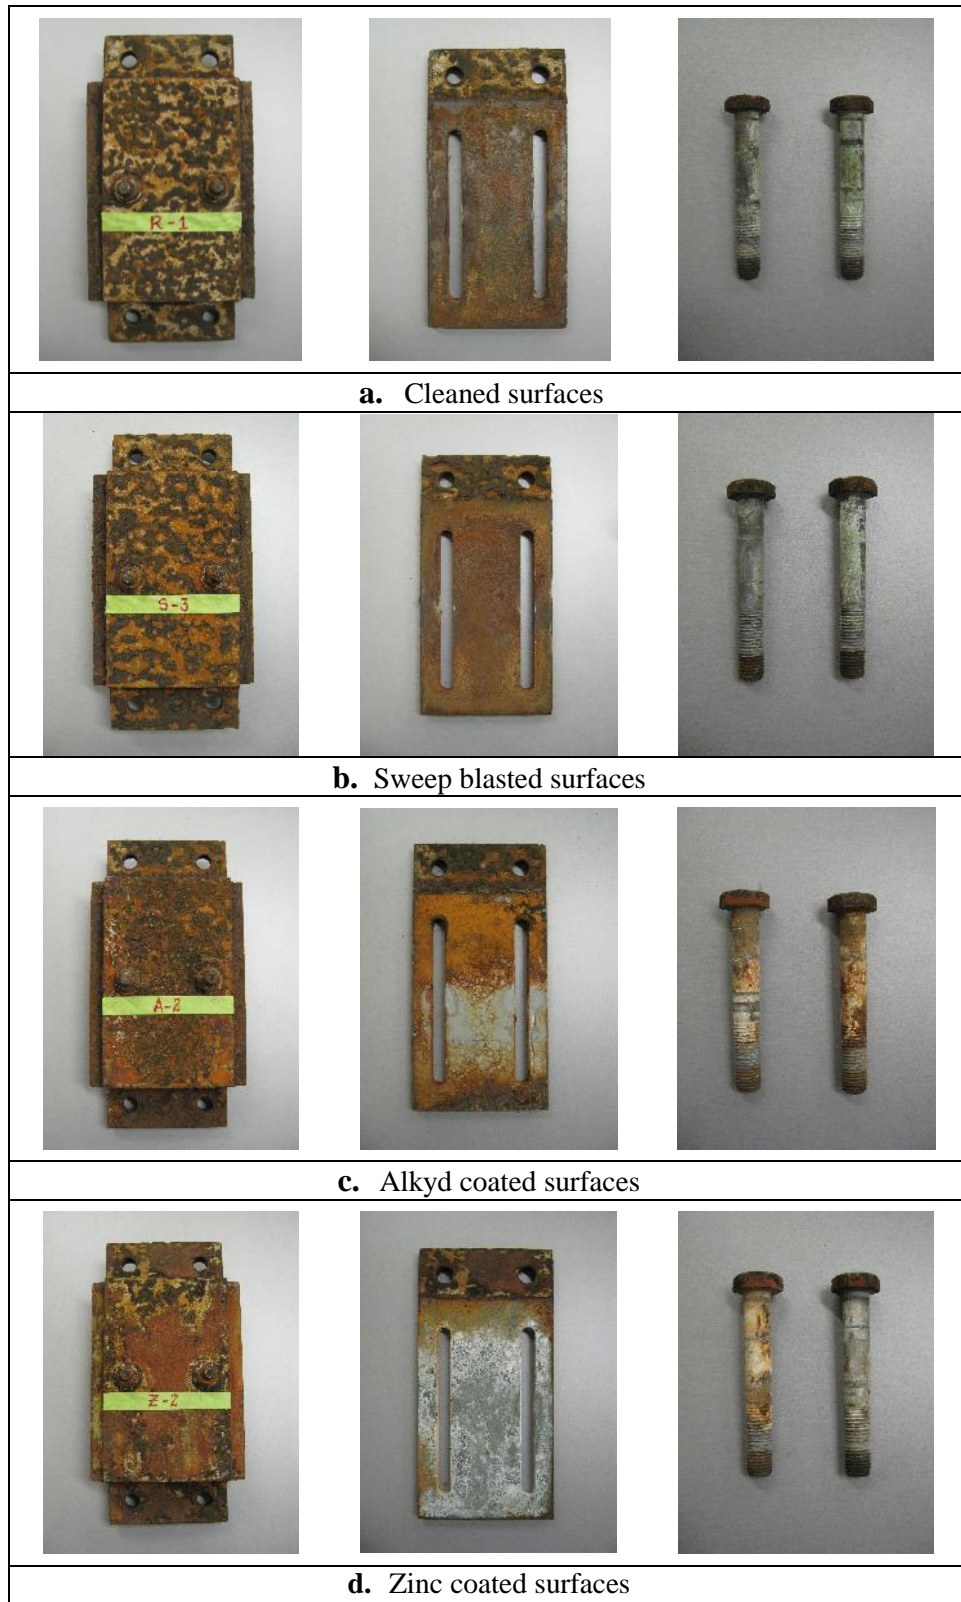 R-1
a. Cleaned surfaces
S-3
b. Sweep blasted surfaces
A-2
c. Alkyd coated surfaces
Z-2
d. Zinc coated surfaces